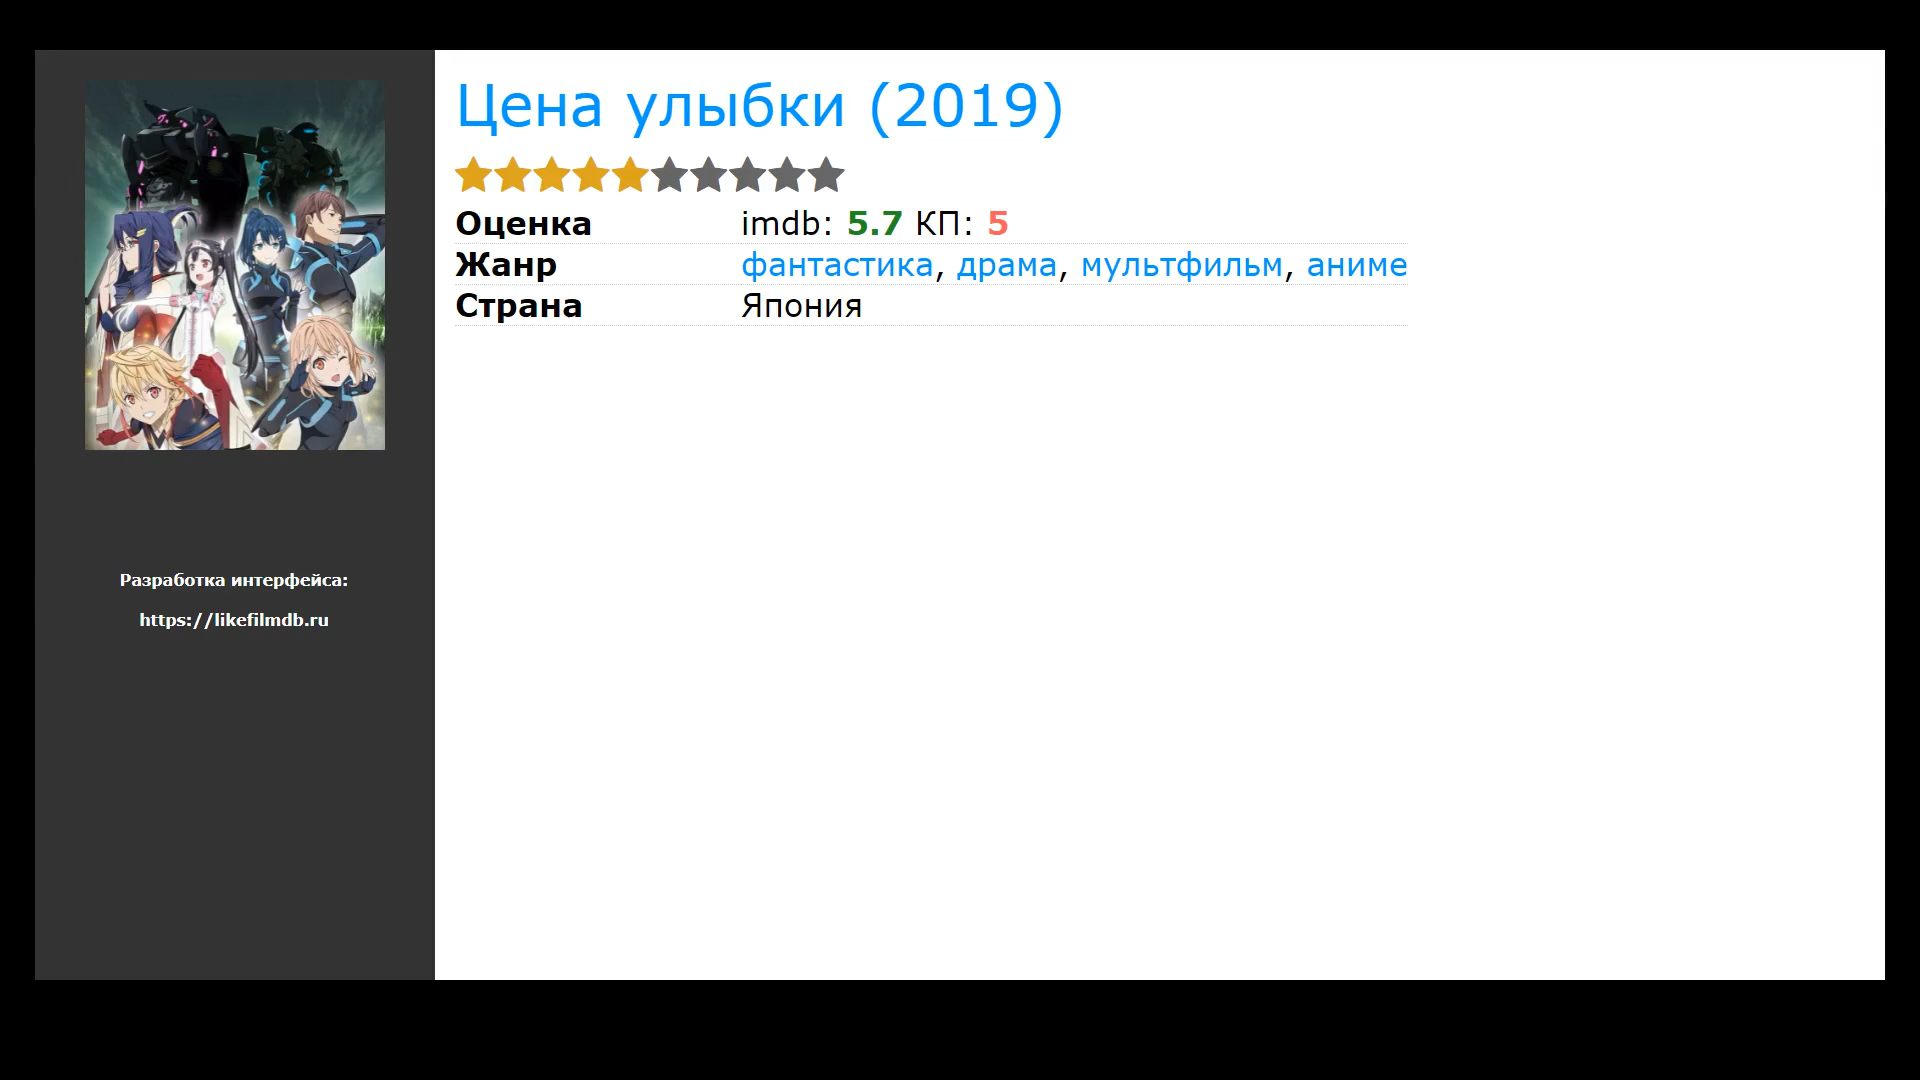 Цена улыбки (2019)
Оценка imdb: 5.7 КП: 5
Жанр фантастика, драма, мультфильм, аниме
Страна Япония
Разработка интерфейса:
https://likefilmdb.ru